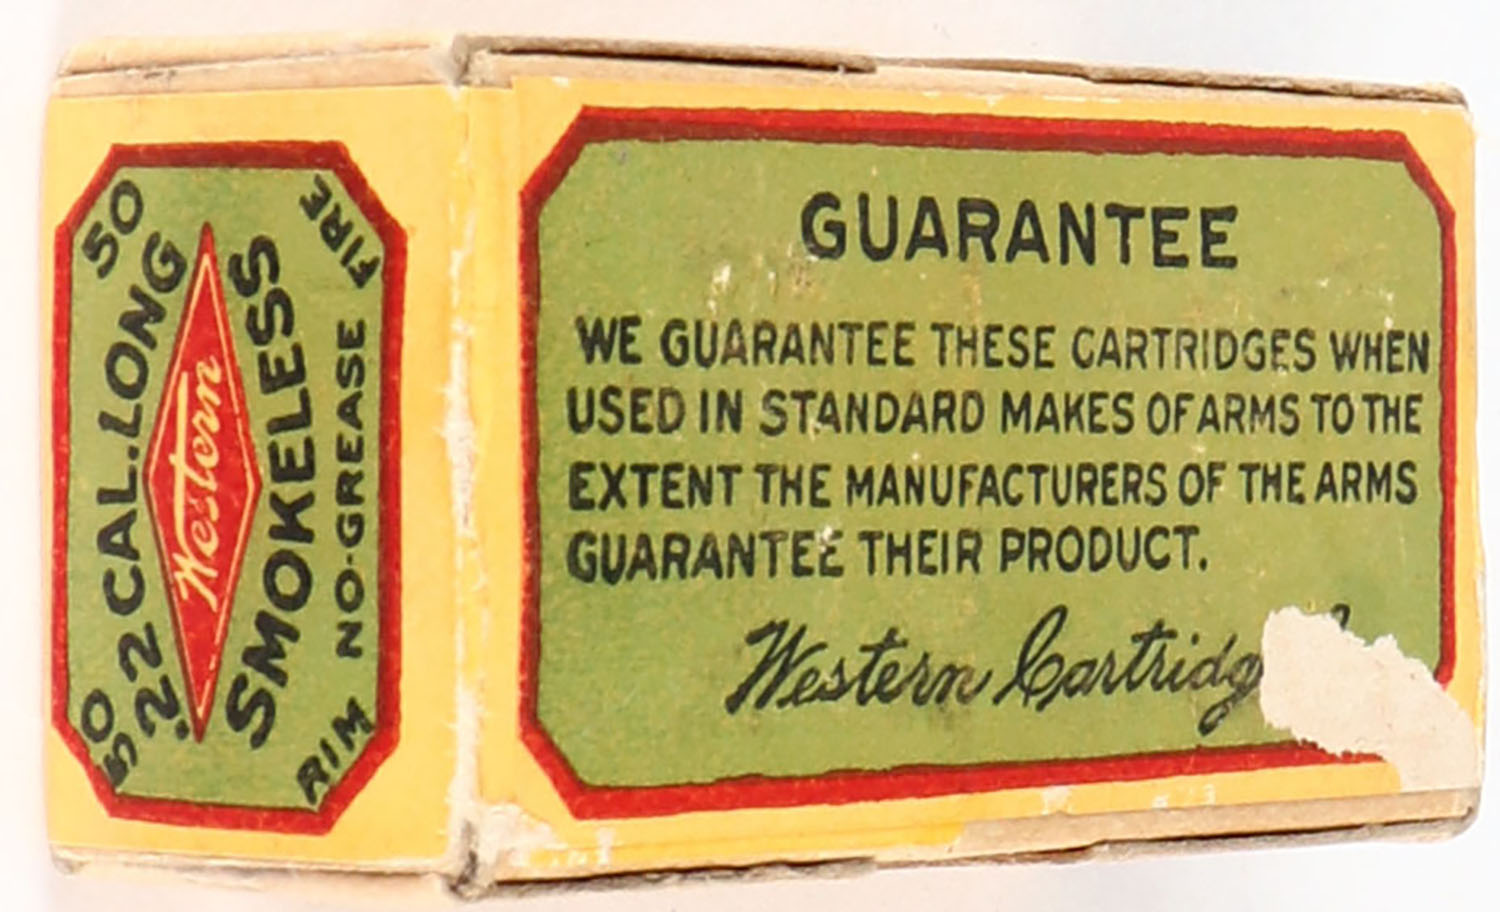 50 50
.22 CAL. LONG
Western
SMOKELESS
RIM NO-GREASE FIRE
GUARANTEE
WE GUARANTEE THESE CARTRIDGES WHEN
USED IN STANDARD MAKES OF ARMS TO THE
EXTENT THE MANUFACTURERS OF THE ARMS
GUARANTEE THEIR PRODUCT.
Western